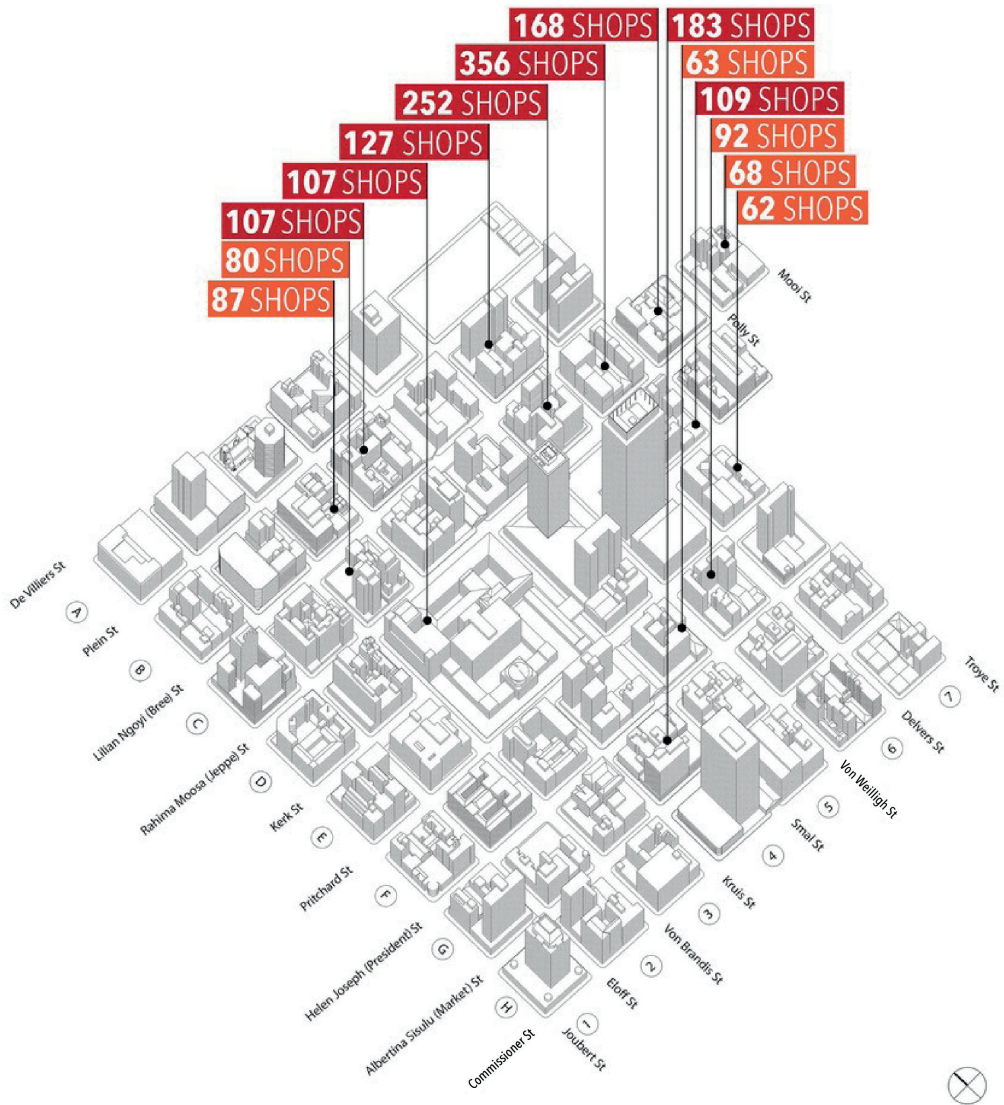 168 SHOPS
183 SHOPS
356 SHOPS
63 SHOPS
252 SHOPS
109 SHOPS
127 SHOPS
92 SHOPS
107 SHOPS
68 SHOPS
107 SHOPS
62 SHOPS
80 SHOPS
87 SHOPS
Mooi St
Polly St
De Villiers St
A
Plein St
B
Lilian Ngoyi (Bree) St
C
Rahima Moosa (Jeppe) St
D
Kerk St
E
Pritchard St
F
Helen Joseph (President) St
G
Albertina Sisulu (Market) St
H
Commissioner St
Troye St
7
Delvers St
6
Von Weilligh St
5
Smal St
4
Kruis St
3
Von Brandis St
2
Eloff St
1
Joubert St